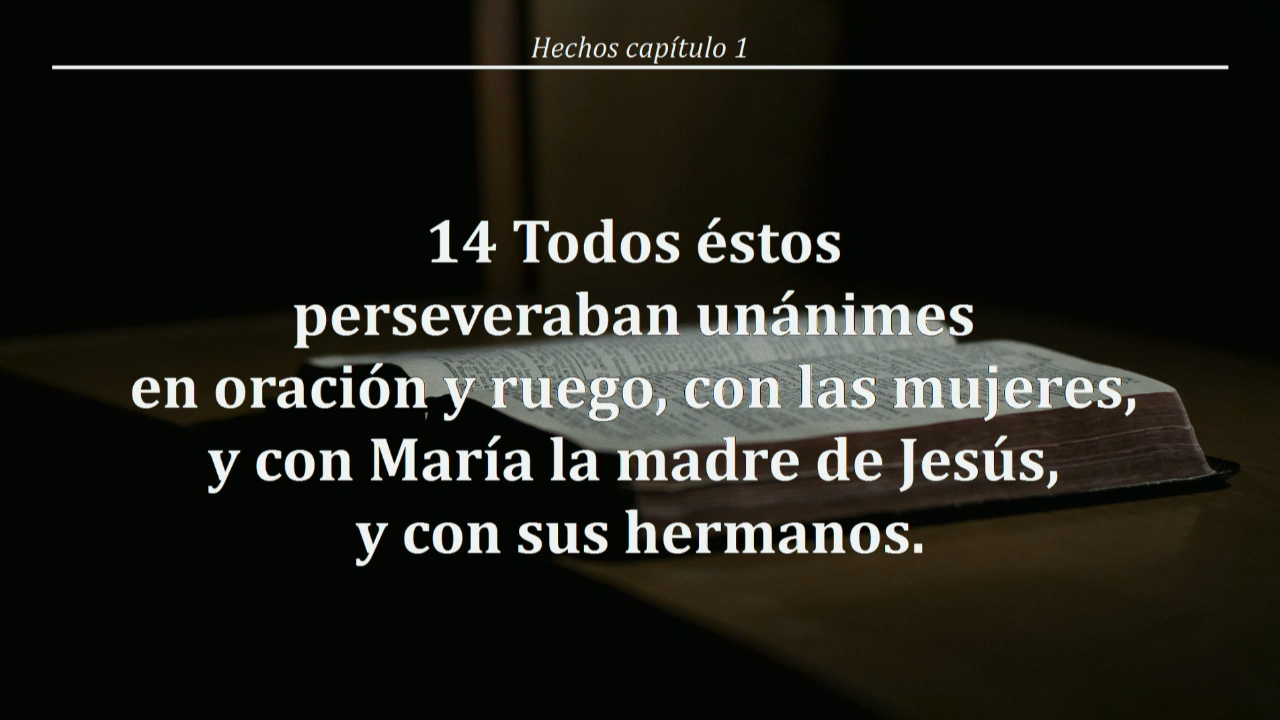 Hechos capítulo 1
14 Todos éstos
perseveraban unánimes
en oración y ruego, con las mujeres,
y con María la madre de Jesús,
y con sus hermanos.